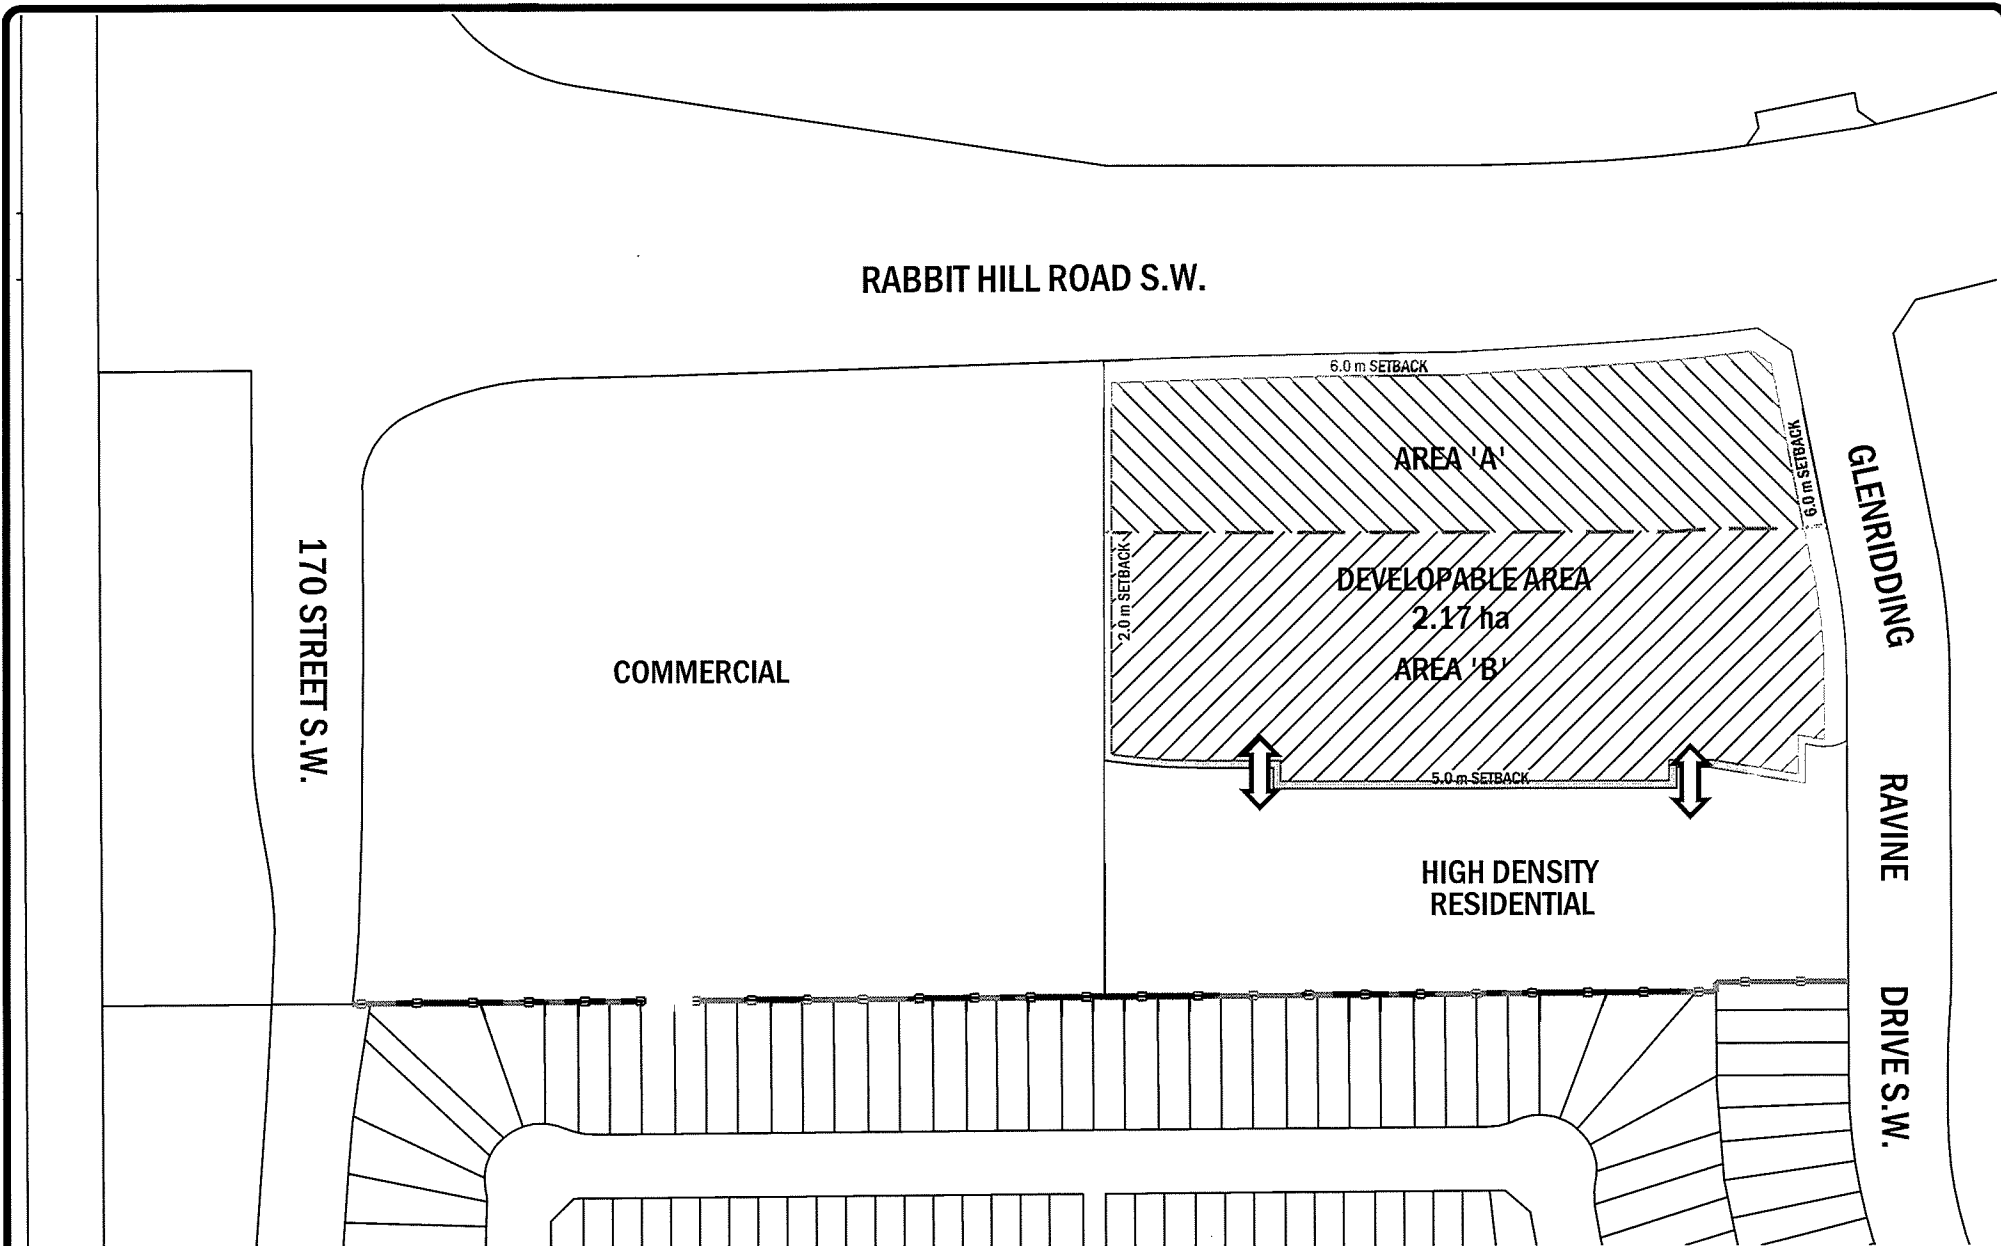 RABBIT HILL ROAD S.W.
6.0 m SETBACK
AREA 'A'
6.0 m SETBACK
GLENRIDDING
RAVINE
DRIVE S.W.
170 STREET S.W.
2.0 m SETBACK
DEVELOPABLE AREA
2.17 ha
AREA 'B'
COMMERCIAL
5.0 m SETBACK
HIGH DENSITY
RESIDENTIAL